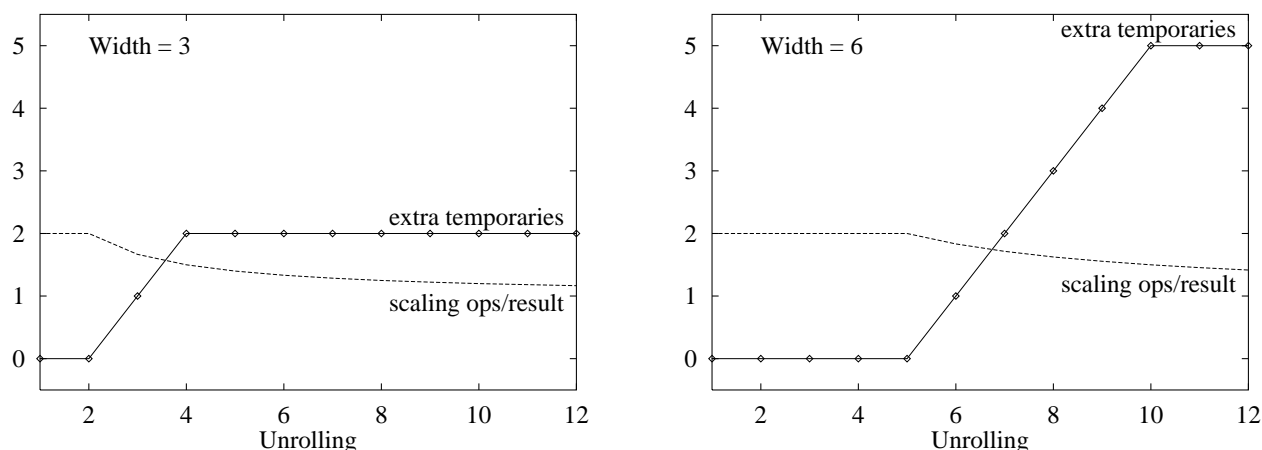 Width = 3
extra temporaries
scaling ops/result
5
4
3
2
1
0
2 4 6 8 10 12
Unrolling
Width = 6
extra temporaries
scaling ops/result
5
4
3
2
1
0
2 4 6 8 10 12
Unrolling